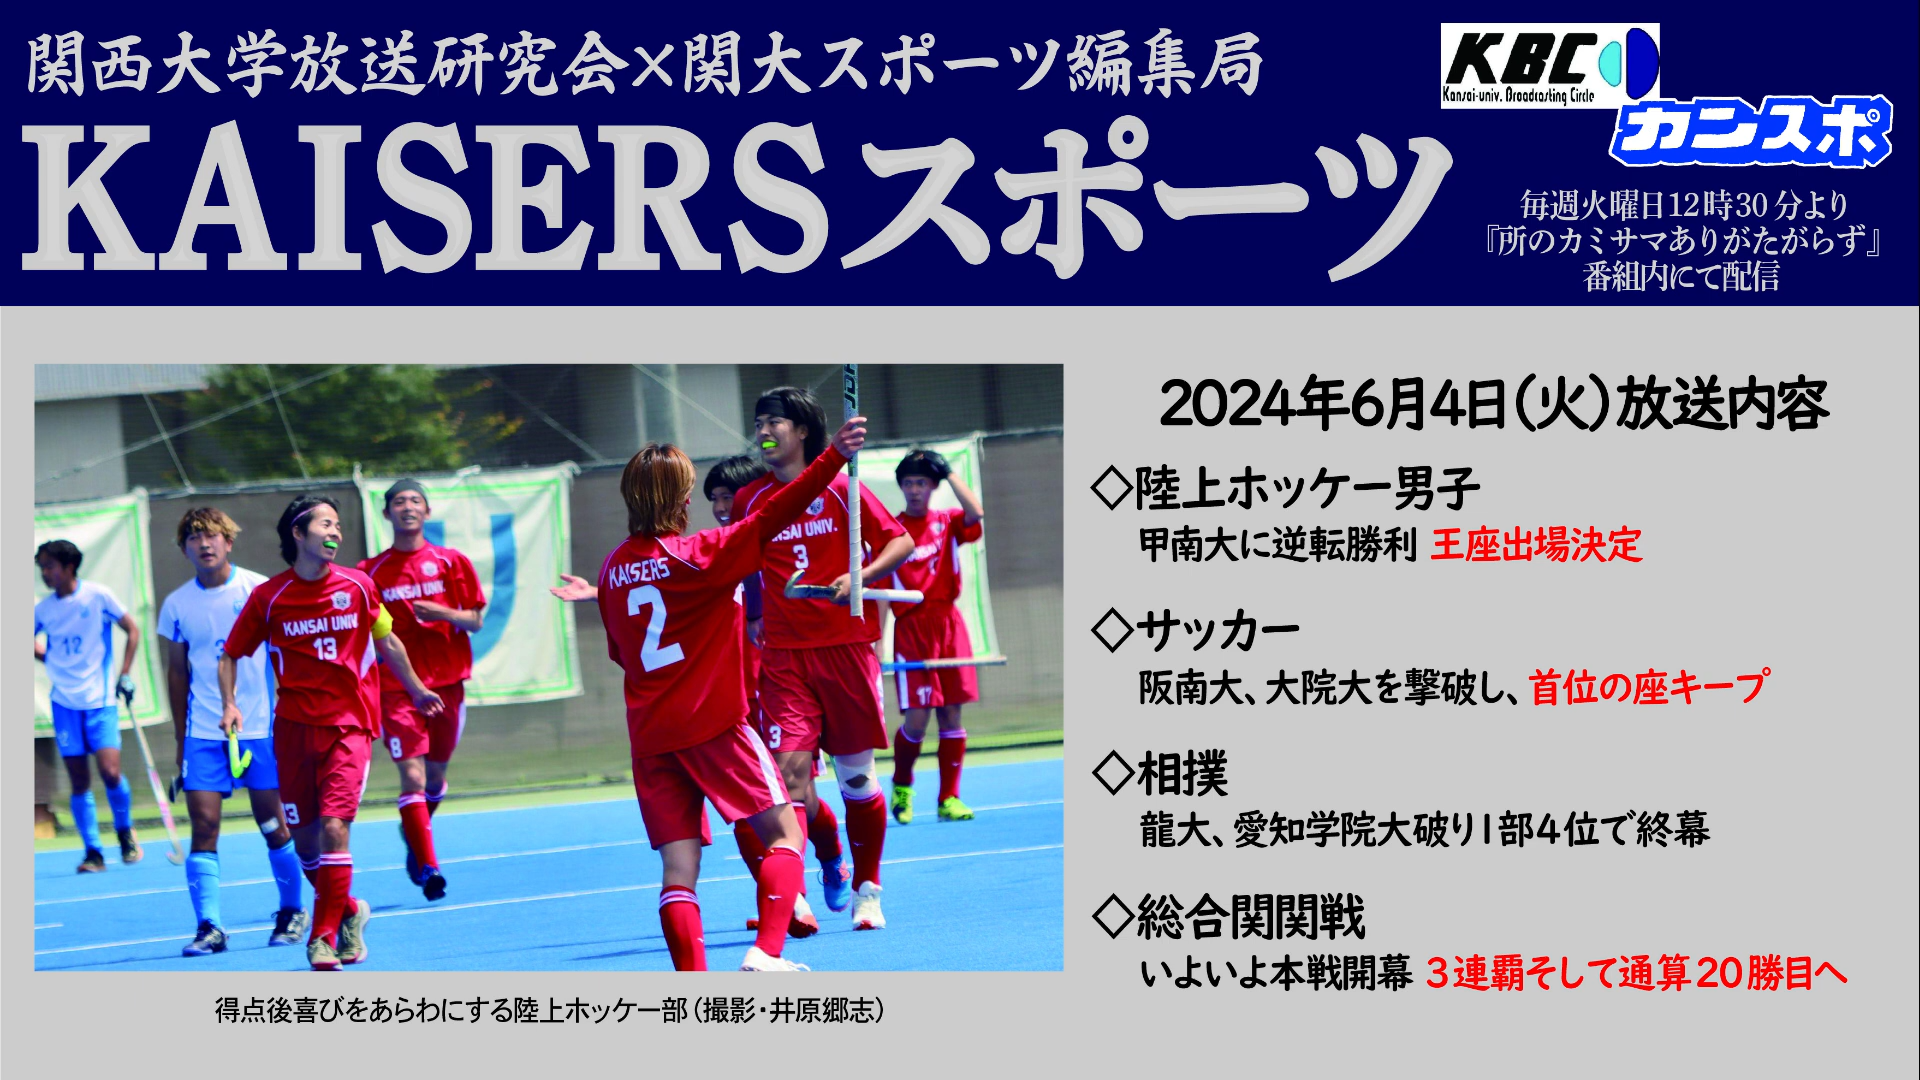 関西大学放送研究会×関大スポーツ編集局
KAISERSスポーツ
KBC
Kansai-univ. Broadcasting Circle
カンスポ
毎週火曜日12時30分より
『所のカミサマありがたがらず』
番組内にて配信
2024年6月4日(火)放送内容
◇陸上ホッケー男子
甲南大に逆転勝利 王座出場決定
◇サッカー
阪南大、大院大を撃破し、首位の座キープ
◇相撲
龍大、愛知学院大破り1部4位で終幕
◇総合関関戦
いよいよ本戦開幕 3連覇そして通算20勝目へ
12
3
KANSAI UNIV.
13
13
KANSAI UNIV.
8
U
KAISERS
2
KANSAI UNIV.
3
3
17
得点後喜びをあらわにする陸上ホッケー部(撮影・井原郷志)